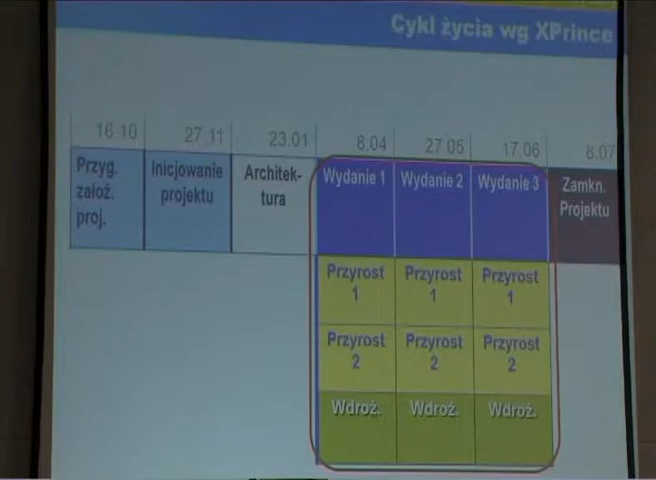 Cykl życia wg XPrince
16.10 27.11 23.01 8.04 27.05 17.06 8.07
Przyg.
założ.
proj.
Inicjowanie
projektu
Architek-
tura
Wydanie 1
Wydanie 2
Wydanie 3
Zamkn.
Projektu
Przyrost
1
Przyrost
1
Przyrost
1
Przyrost
2
Przyrost
2
Przyrost
2
Wdroż.
Wdroż.
Wdroż.